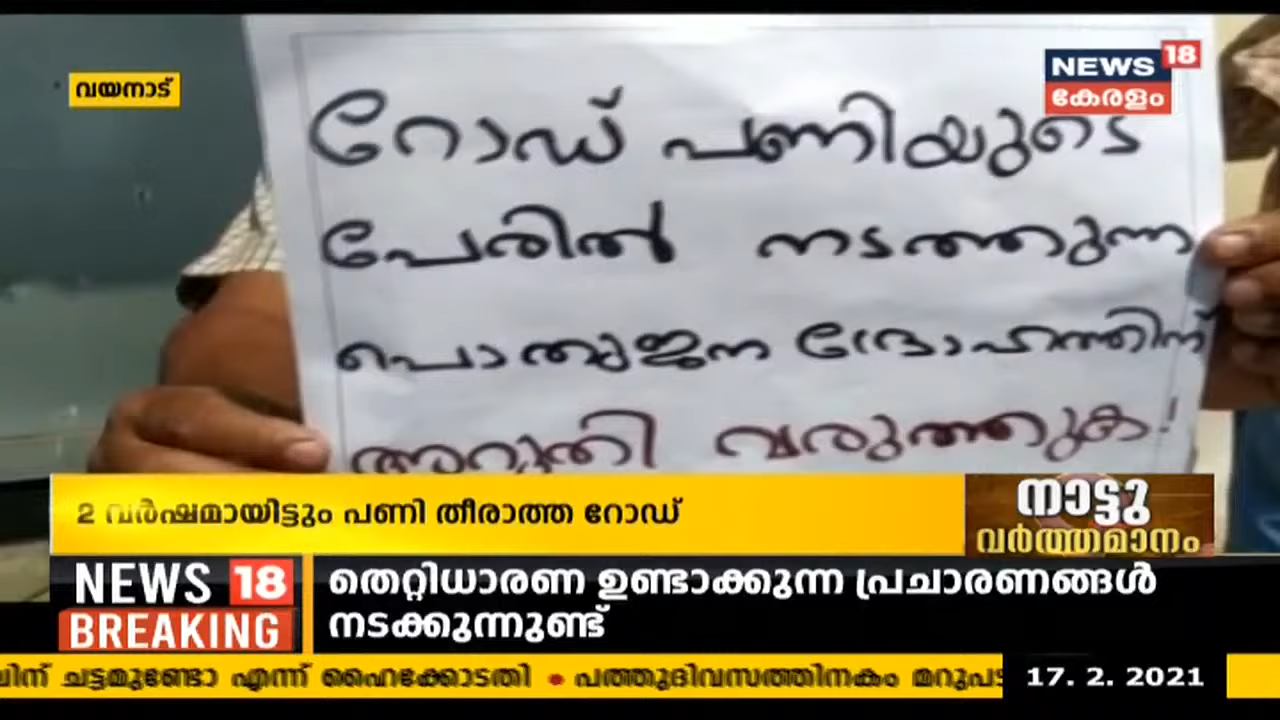 വയനാട്
NEWS 18
കേരളം
റോഡ് പണിയുടെ
പേരിൽ നടത്തുന്ന
പൊതുജന ദ്രോഹത്തിന്
അറുതി വരുത്തുക!
2 വർഷമായിട്ടും പണി തീരാത്ത റോഡ്
നാട്ടു
വർത്തമാനം
NEWS 18
BREAKING
തെറ്റിധാരണ ഉണ്ടാക്കുന്ന പ്രചാരണങ്ങൾ
നടക്കുന്നുണ്ട്
ചട്ടമുണ്ടോ എന്ന് ഹൈക്കോടതി • പത്തുദിവസത്തിനകം
17. 2. 2021